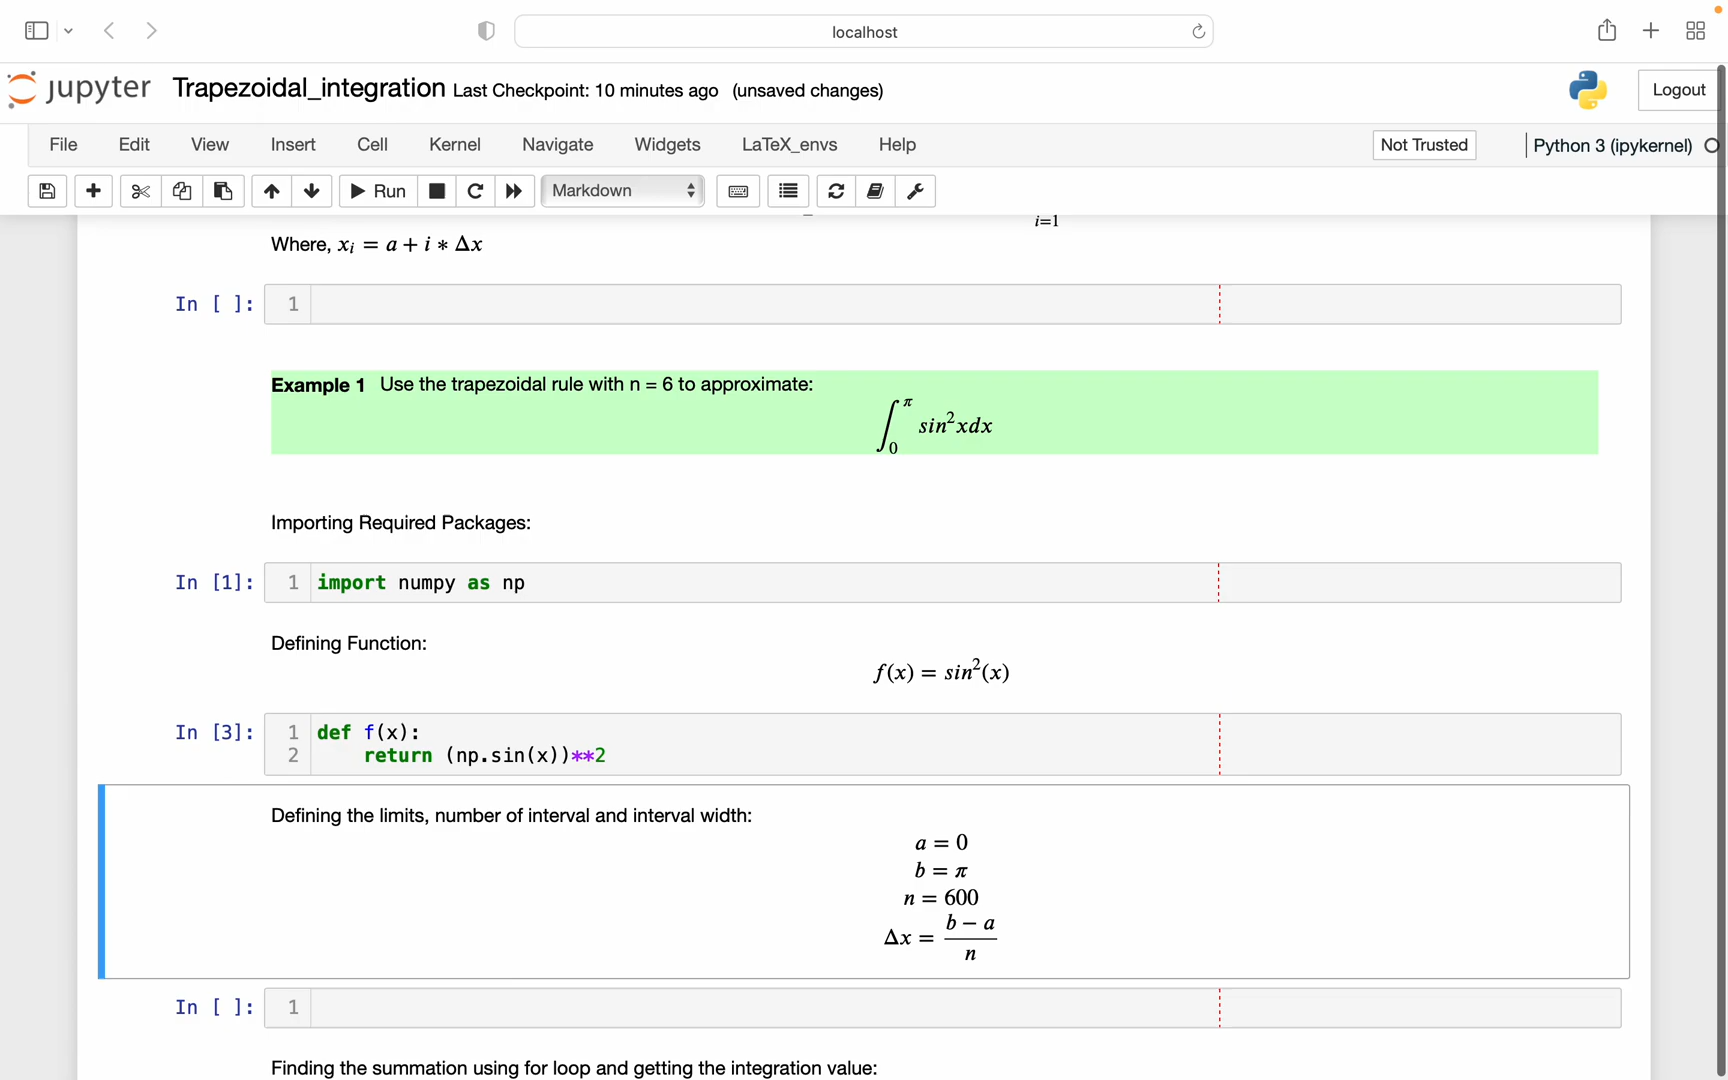 localhost
jupyter Trapezoidal_integration Last Checkpoint: 10 minutes ago (unsaved changes) Logout
File Edit View Insert Cell Kernel Navigate Widgets LaTeX_envs Help Not Trusted Python 3 (ipykernel)
Run Markdown
i=1
Where, xᵢ = a + i ∗ Δx
In [ ]: 1
Example 1 Use the trapezoidal rule with n = 6 to approximate:
∫₀^π sin²xdx
Importing Required Packages:
In [1]: 1 import numpy as np
Defining Function:
f(x) = sin²(x)
In [3]: 1 def f(x):
2 return (np.sin(x))**2
Defining the limits, number of interval and interval width:
a = 0
b = π
n = 600
Δx = (b − a)/n
In [ ]: 1
Finding the summation using for loop and getting the integration value: